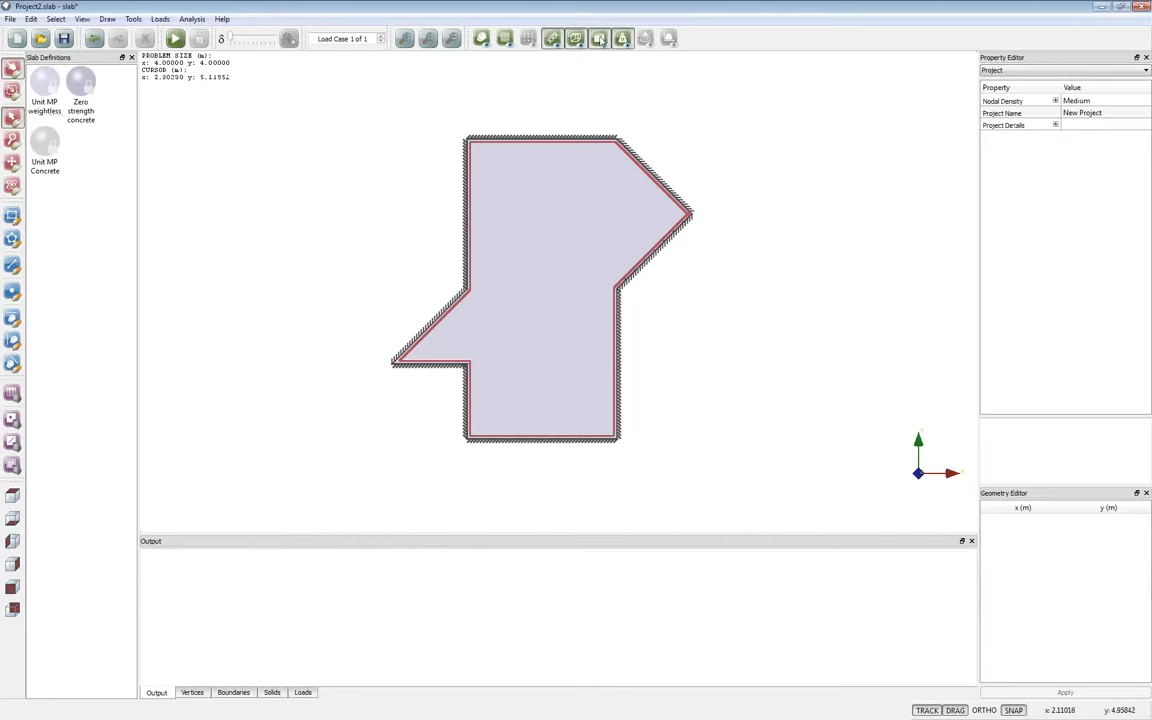 Project2.slab - slab*
File Edit Select View Draw Tools Loads Analysis Help
δ
Load Case 1 of 1
Slab Definitions
Unit MP weightless
Zero strength concrete
Unit MP Concrete
PROBLEM SIZE (m):
x: 4.00000 y: 4.00000
CURSOR (m):
Property Editor
Project
Property Value
Nodal Density Medium
Project Name New Project
Project Details
Geometry Editor
x (m) y (m)
Output
Output Vertices Boundaries Solids Loads
Apply
TRACK DRAG ORTHO SNAP x: 2.11018 y: 4.95842